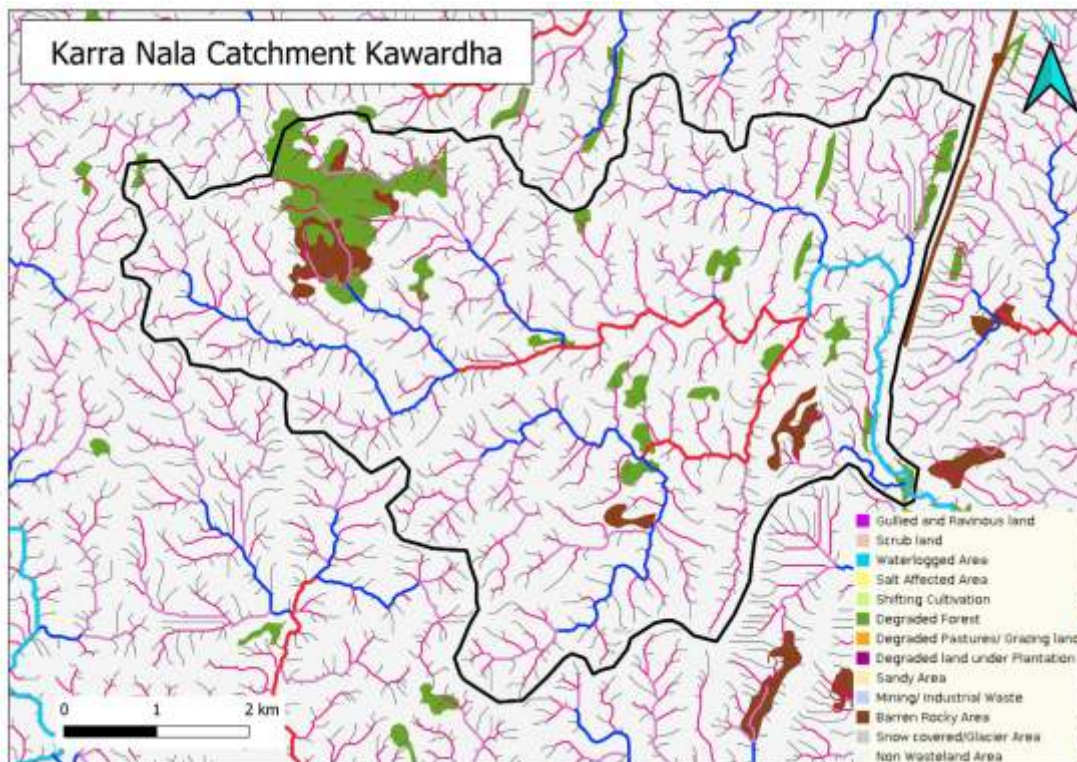 Karra Nala Catchment Kawardha
N
Gullied and Ravinous land
Scrub land
Waterlogged Area
Salt Affected Area
Shifting Cultivation
Degraded Forest
Degraded Pastures/ Grazing land
Degraded land under Plantation
Sandy Area
Mining/ Industrial Waste
Barren Rocky Area
Snow covered/Glacier Area
Non Wasteland Area
0 1 2 km